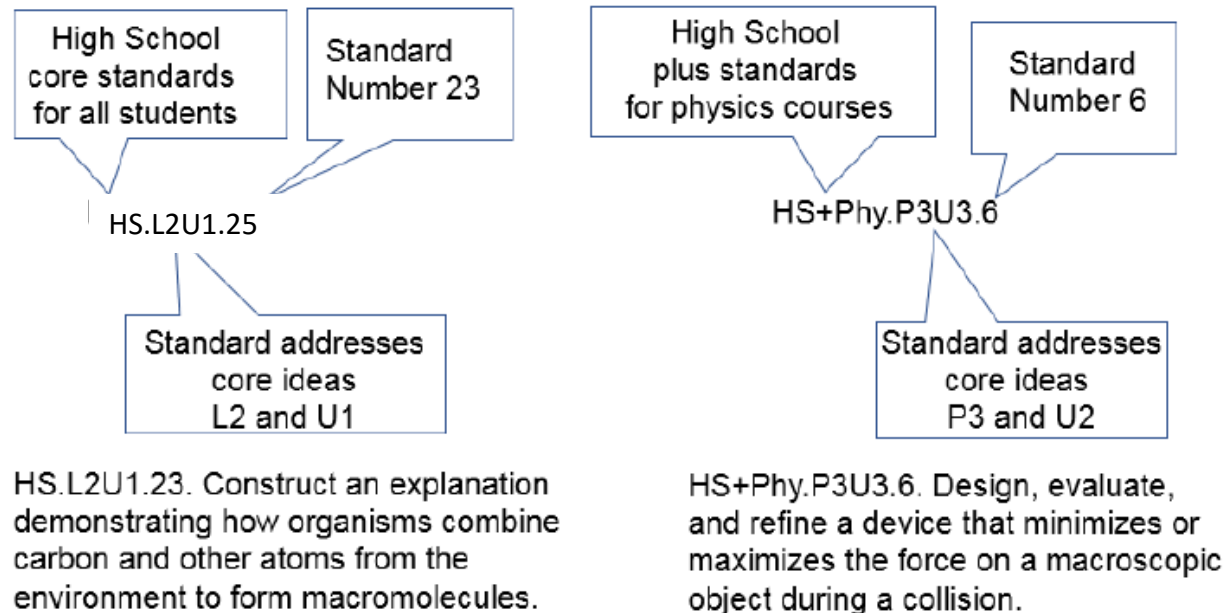 High School
core standards
for all students
Standard
Number 23
HS.L2U1.25
Standard addresses
core ideas
L2 and U1
HS.L2U1.23. Construct an explanation
demonstrating how organisms combine
carbon and other atoms from the
environment to form macromolecules.
High School
plus standards
for physics courses
Standard
Number 6
HS+Phy.P3U3.6
Standard addresses
core ideas
P3 and U2
HS+Phy.P3U3.6. Design, evaluate,
and refine a device that minimizes or
maximizes the force on a macroscopic
object during a collision.